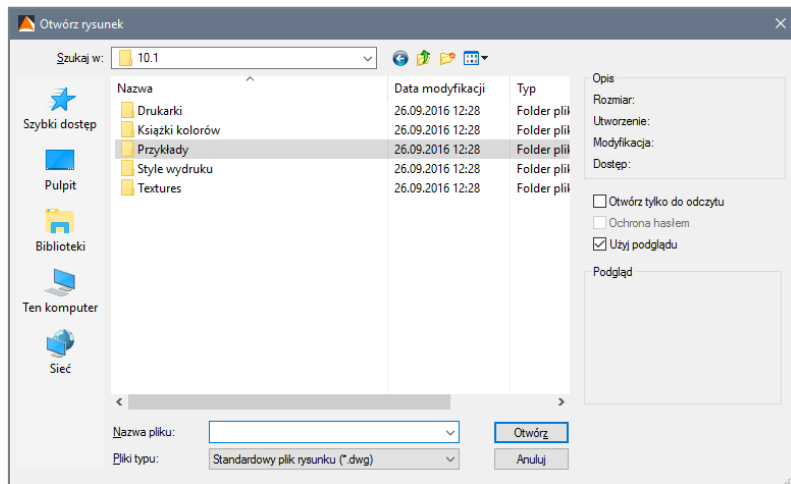 Otwórz rysunek
Szukaj w: 10.1
Nazwa Data modyfikacji Typ
Drukarki 26.09.2016 12:28 Folder plik
Książki kolorów 26.09.2016 12:28 Folder plik
Przykłady 26.09.2016 12:28 Folder plik
Style wydruku 26.09.2016 12:28 Folder plik
Textures 26.09.2016 12:28 Folder plik
Szybki dostęp
Pulpit
Biblioteki
Ten komputer
Sieć
Opis
Rozmiar:
Utworzenie:
Modyfikacja:
Dostęp:
Otwórz tylko do odczytu
Ochrona hasłem
Użyj podglądu
Podgląd
Nazwa pliku: Otwórz
Pliki typu: Standardowy plik rysunku (*.dwg) Anuluj